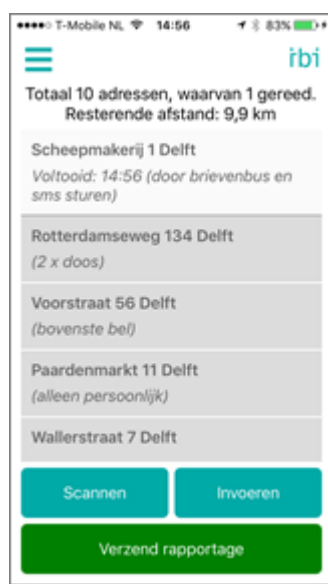 T-Mobile NL 14:56 83%
rbi
Totaal 10 adressen, waarvan 1 gereed.
Resterende afstand: 9,9 km
Scheepmakerij 1 Delft
Voltooid: 14:56 (door brievenbus en
sms sturen)
Rotterdamseweg 134 Delft
(2 x doos)
Voorstraat 56 Delft
(bovenste bel)
Paardenmarkt 11 Delft
(alleen persoonlijk)
Wallerstraat 7 Delft
Scannen Invoeren
Verzend rapportage